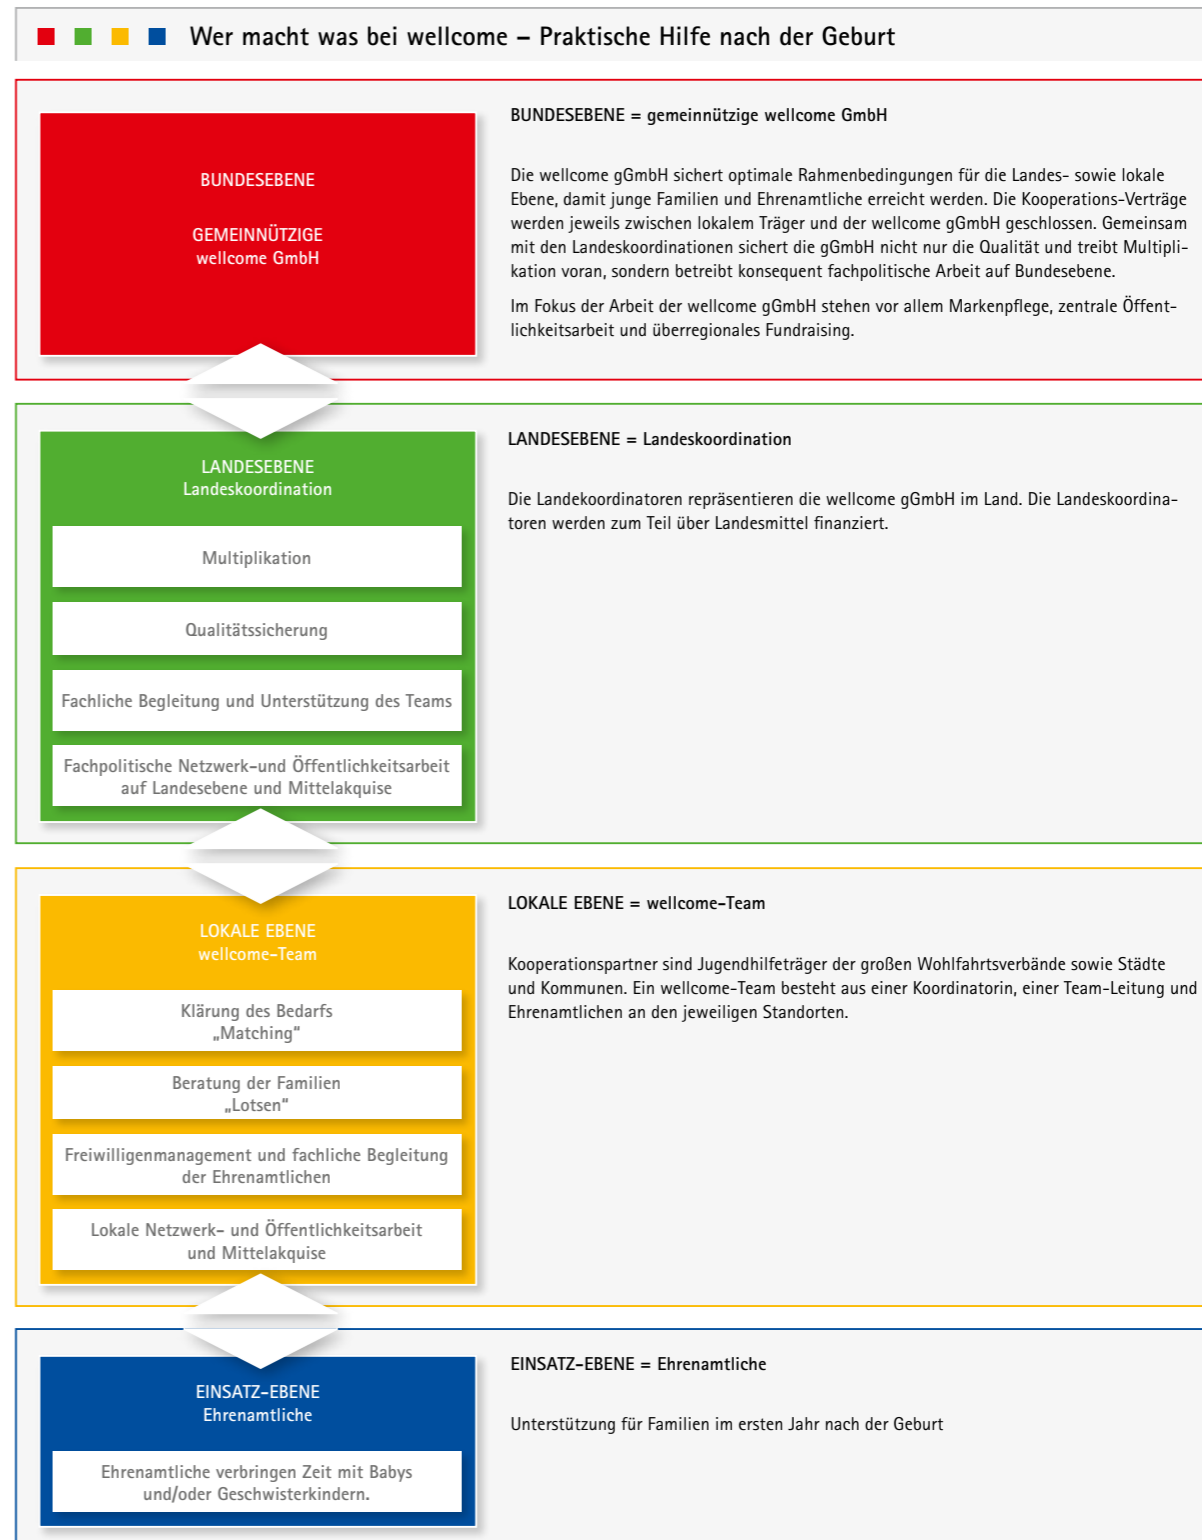 Wer macht was bei wellcome – Praktische Hilfe nach der Geburt
BUNDESEBENE
GEMEINNÜTZIGE
wellcome GmbH
BUNDESEBENE = gemeinnützige wellcome GmbH
Die wellcome gGmbH sichert optimale Rahmenbedingungen für die Landes- sowie lokale
Ebene, damit junge Familien und Ehrenamtliche erreicht werden. Die Kooperations-Verträge
werden jeweils zwischen lokalem Träger und der wellcome gGmbH geschlossen. Gemeinsam
mit den Landeskoordinationen sichert die gGmbH nicht nur die Qualität und treibt Multipli-
kation voran, sondern betreibt konsequent fachpolitische Arbeit auf Bundesebene.
Im Fokus der Arbeit der wellcome gGmbH stehen vor allem Markenpflege, zentrale Öffent-
lichkeitsarbeit und überregionales Fundraising.
LANDESEBENE
Landeskoordination
Multiplikation
Qualitätssicherung
Fachliche Begleitung und Unterstützung des Teams
Fachpolitische Netzwerk-und Öffentlichkeitsarbeit
auf Landesebene und Mittelakquise
LANDESEBENE = Landeskoordination
Die Landekoordinatoren repräsentieren die wellcome gGmbH im Land. Die Landeskoordina-
toren werden zum Teil über Landesmittel finanziert.
LOKALE EBENE
wellcome-Team
Klärung des Bedarfs
„Matching“
Beratung der Familien
„Lotsen“
Freiwilligenmanagement und fachliche Begleitung
der Ehrenamtlichen
Lokale Netzwerk- und Öffentlichkeitsarbeit
und Mittelakquise
LOKALE EBENE = wellcome-Team
Kooperationspartner sind Jugendhilfeträger der großen Wohlfahrtsverbände sowie Städte
und Kommunen. Ein wellcome-Team besteht aus einer Koordinatorin, einer Team-Leitung und
Ehrenamtlichen an den jeweiligen Standorten.
EINSATZ-EBENE
Ehrenamtliche
Ehrenamtliche verbringen Zeit mit Babys
und/oder Geschwisterkindern.
EINSATZ-EBENE = Ehrenamtliche
Unterstützung für Familien im ersten Jahr nach der Geburt